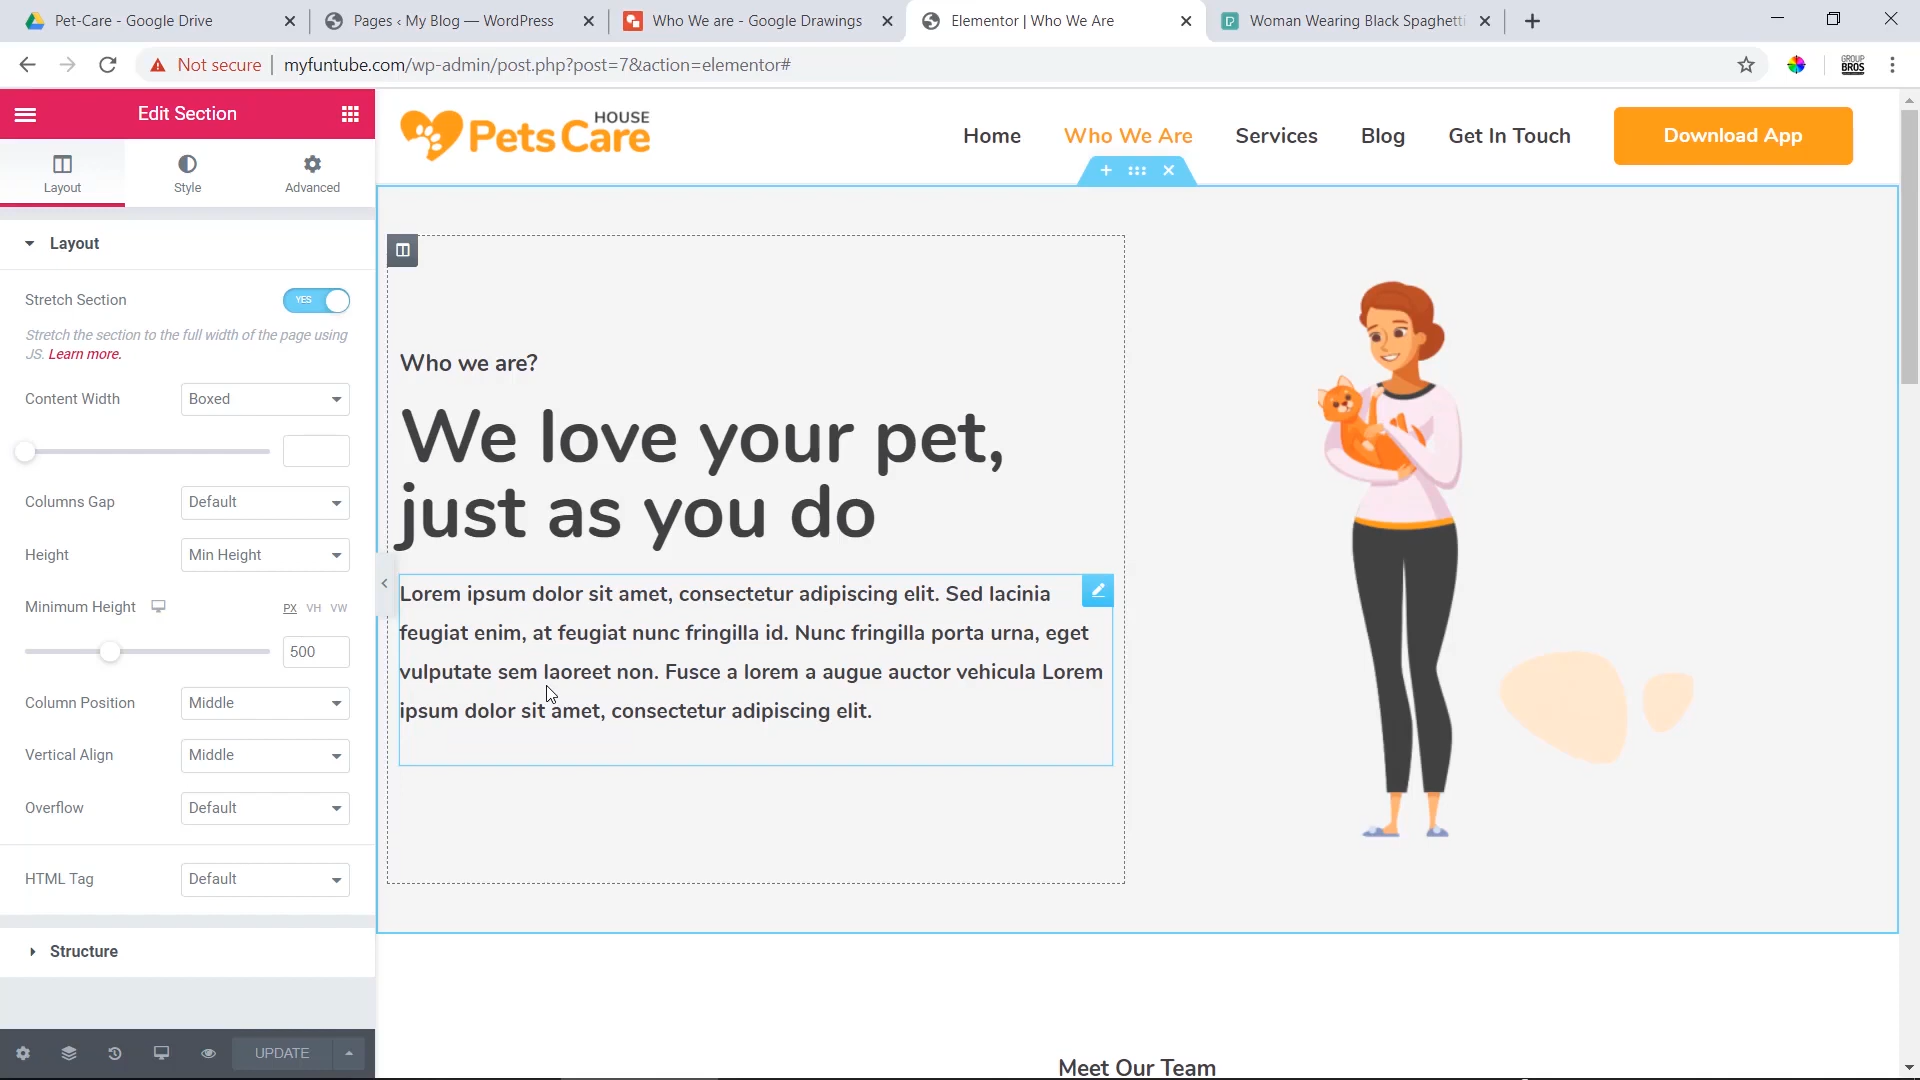 Pet-Care - Google Drive
Pages ‹ My Blog — WordPress
Who We are - Google Drawings
Elementor | Who We Are
Woman Wearing Black Spaghetti
Not secure
myfuntube.com/wp-admin/post.php?post=7&action=elementor#
GROUP
BROS
Edit Section
Layout
Style
Advanced
Layout
Stretch Section
YES
Stretch the section to the full width of the page using
JS. Learn more.
Content Width
Boxed
Columns Gap
Default
Height
Min Height
Minimum Height
PX
VH
VW
500
Column Position
Middle
Vertical Align
Middle
Overflow
Default
HTML Tag
Default
Structure
UPDATE
HOUSE
Pets Care
Home
Who We Are
Services
Blog
Get In Touch
Download App
Who we are?
We love your pet,
just as you do
Lorem ipsum dolor sit amet, consectetur adipiscing elit. Sed lacinia
feugiat enim, at feugiat nunc fringilla id. Nunc fringilla porta urna, eget
vulputate sem laoreet non. Fusce a lorem a augue auctor vehicula Lorem
ipsum dolor sit amet, consectetur adipiscing elit.
Meet Our Team